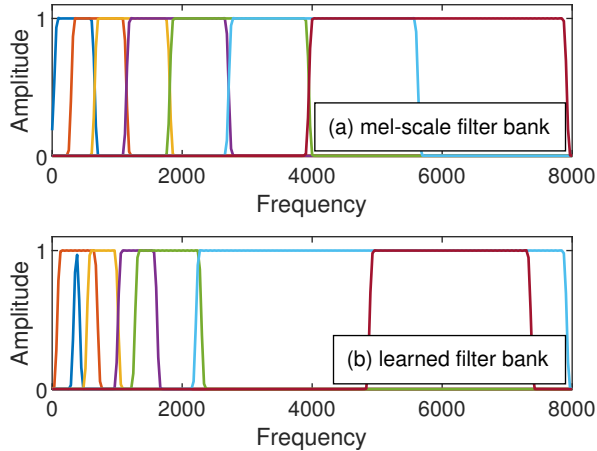 1
Amplitude
(a) mel-scale filter bank
0
0 2000 4000 6000 8000
Frequency
1
Amplitude
(b) learned filter bank
0
0 2000 4000 6000 8000
Frequency